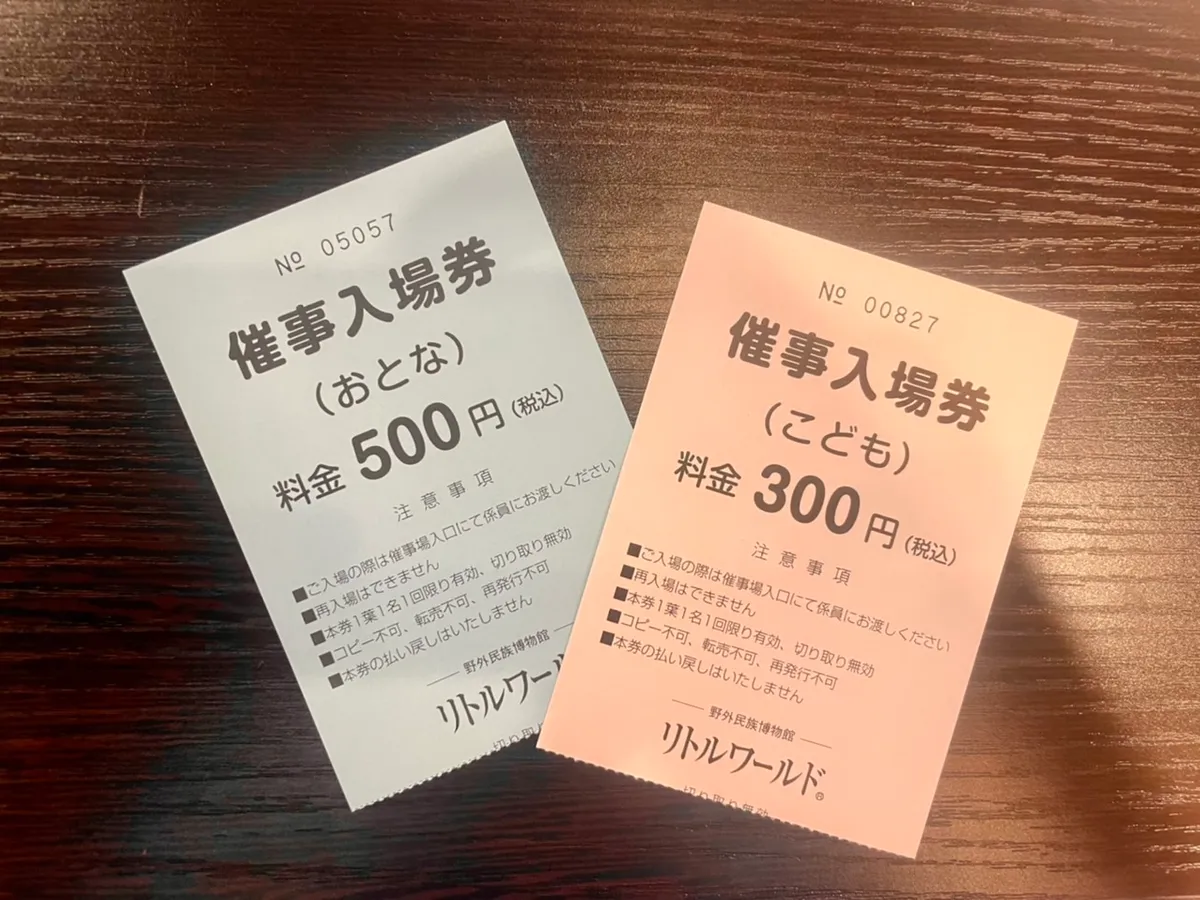 № 05057
催事入場券
(おとな)
料金 500円(税込)
注意事項
■ご入場の際は催事場入口にて係員にお渡しください
■再入場はできません
■本券1葉1名1回限り有効、切り取り無効
■コピー不可、転売不可、再発行不可
■本券の払い戻しはいたしません
野外民族博物館
リトルワール
切り取
№ 00827
催事入場券
(こども)
料金 300円(税込)
注意事項
■ご入場の際は催事場入口にて係員にお渡しください
■再入場はできません
■本券1葉1名1回限り有効、切り取り無効
■コピー不可、転売不可、再発行不可
■本券の払い戻しはいたしません
野外民族博物館
リトルワールド®
切り取り無効